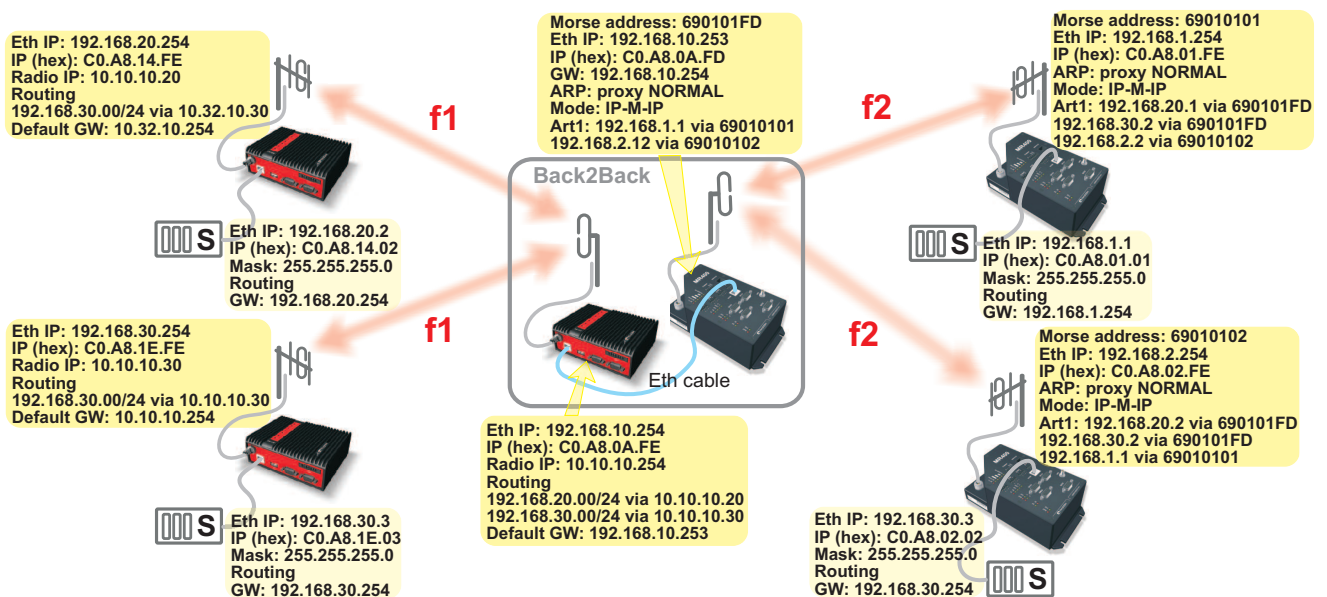 Eth IP: 192.168.20.254
IP (hex): C0.A8.14.FE
Radio IP: 10.10.10.20
Routing
192.168.30.00/24 via 10.32.10.30
Default GW: 10.32.10.254
f1
S
Eth IP: 192.168.20.2
IP (hex): C0.A8.14.02
Mask: 255.255.255.0
Routing
GW: 192.168.20.254
Eth IP: 192.168.30.254
IP (hex): C0.A8.1E.FE
Radio IP: 10.10.10.30
Routing
192.168.30.00/24 via 10.10.10.30
Default GW: 10.10.10.254
f1
S
Eth IP: 192.168.30.3
IP (hex): C0.A8.1E.03
Mask: 255.255.255.0
Routing
GW: 192.168.30.254
Morse address: 690101FD
Eth IP: 192.168.10.253
IP (hex): C0.A8.0A.FD
GW: 192.168.10.254
ARP: proxy NORMAL
Mode: IP-M-IP
Art1: 192.168.1.1 via 69010101
192.168.2.12 via 69010102
Back2Back
Eth cable
Eth IP: 192.168.10.254
IP (hex): C0.A8.0A.FE
Radio IP: 10.10.10.254
Routing
192.168.20.00/24 via 10.10.10.20
192.168.30.00/24 via 10.10.10.30
Default GW: 192.168.10.253
f2
Morse address: 69010101
Eth IP: 192.168.1.254
IP (hex): C0.A8.01.FE
ARP: proxy NORMAL
Mode: IP-M-IP
Art1: 192.168.20.1 via 690101FD
192.168.30.2 via 690101FD
192.168.2.2 via 69010102
S
Eth IP: 192.168.1.1
IP (hex): C0.A8.01.01
Mask: 255.255.255.0
Routing
GW: 192.168.1.254
f2
Morse address: 69010102
Eth IP: 192.168.2.254
IP (hex): C0.A8.02.FE
ARP: proxy NORMAL
Mode: IP-M-IP
Art1: 192.168.20.2 via 690101FD
192.168.30.2 via 690101FD
192.168.1.1 via 69010101
Eth IP: 192.168.30.3
IP (hex): C0.A8.02.02
Mask: 255.255.255.0
Routing
GW: 192.168.30.254
S